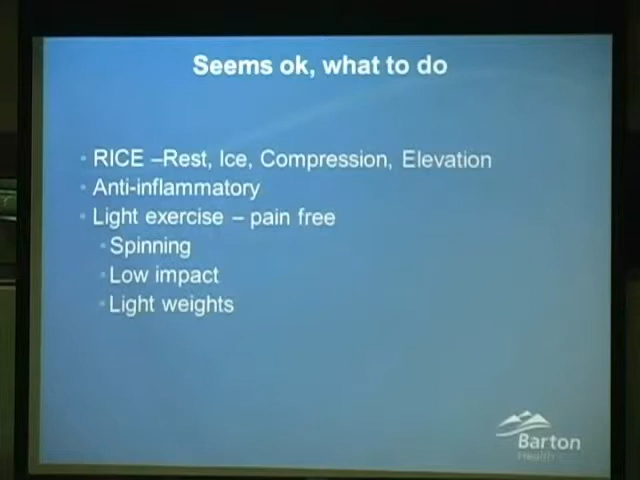 Seems ok, what to do
RICE –Rest, Ice, Compression, Elevation
Anti-inflammatory
Light exercise – pain free
Spinning
Low impact
Light weights
Barton
Health